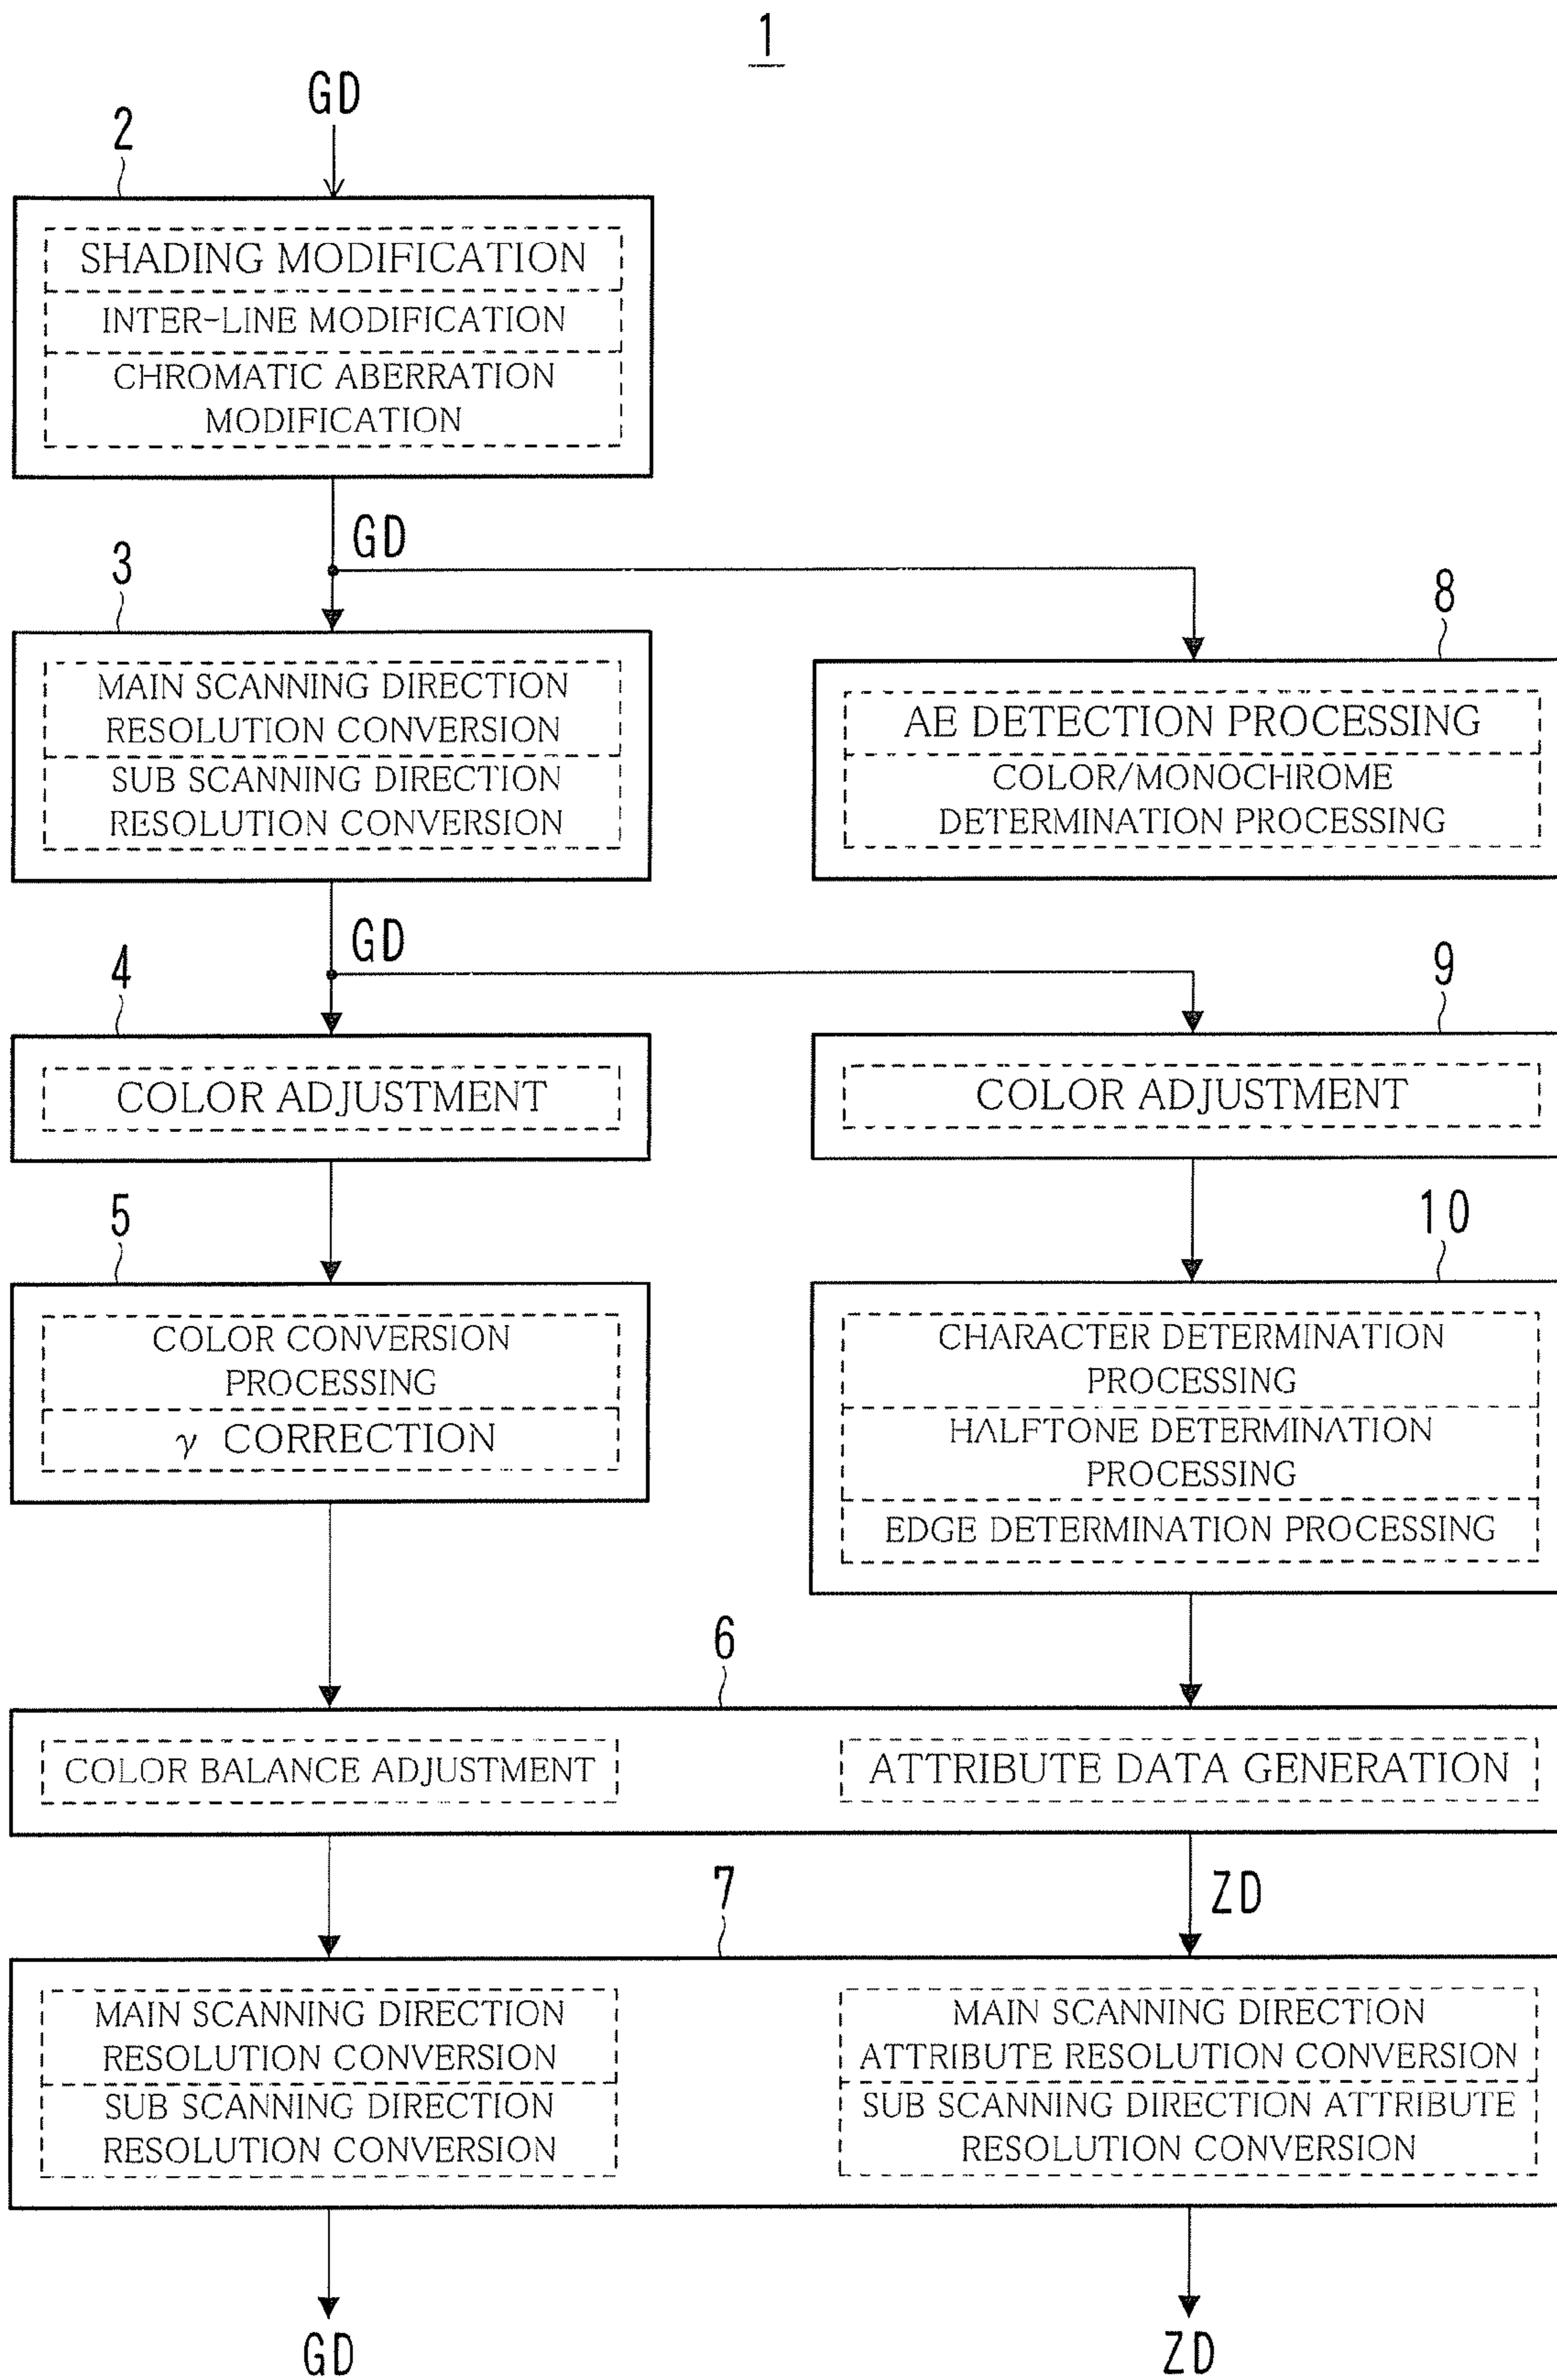 1
GD
2
SHADING MODIFICATION
INTER-LINE MODIFICATION
CHROMATIC ABERRATION
MODIFICATION
GD
3
MAIN SCANNING DIRECTION
RESOLUTION CONVERSION
SUB SCANNING DIRECTION
RESOLUTION CONVERSION
8
AE DETECTION PROCESSING
COLOR/MONOCHROME
DETERMINATION PROCESSING
GD
4
COLOR ADJUSTMENT
9
COLOR ADJUSTMENT
5
COLOR CONVERSION
PROCESSING
γ CORRECTION
10
CHARACTER DETERMINATION
PROCESSING
HALFTONE DETERMINATION
PROCESSING
EDGE DETERMINATION PROCESSING
6
COLOR BALANCE ADJUSTMENT
ATTRIBUTE DATA GENERATION
7
ZD
MAIN SCANNING DIRECTION
RESOLUTION CONVERSION
SUB SCANNING DIRECTION
RESOLUTION CONVERSION
MAIN SCANNING DIRECTION
ATTRIBUTE RESOLUTION CONVERSION
SUB SCANNING DIRECTION ATTRIBUTE
RESOLUTION CONVERSION
GD
ZD